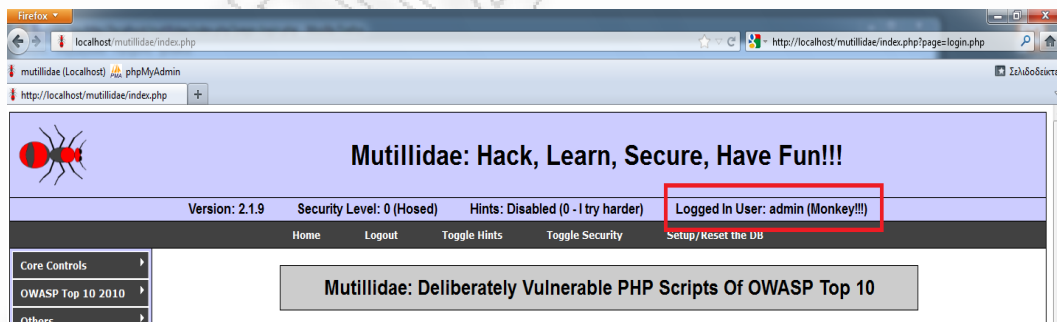 Firefox
localhost/mutillidae/index.php
http://localhost/mutillidae/index.php?page=login.php
mutillidae (Localhost) phpMyAdmin
http://localhost/mutillidae/index.php +
Mutillidae: Hack, Learn, Secure, Have Fun!!!
Version: 2.1.9 Security Level: 0 (Hosed) Hints: Disabled (0 - I try harder) Logged In User: admin (Monkey!!!)
Home Logout Toggle Hints Toggle Security Setup/Reset the DB
Core Controls
OWASP Top 10 2010
Others
Mutillidae: Deliberately Vulnerable PHP Scripts Of OWASP Top 10